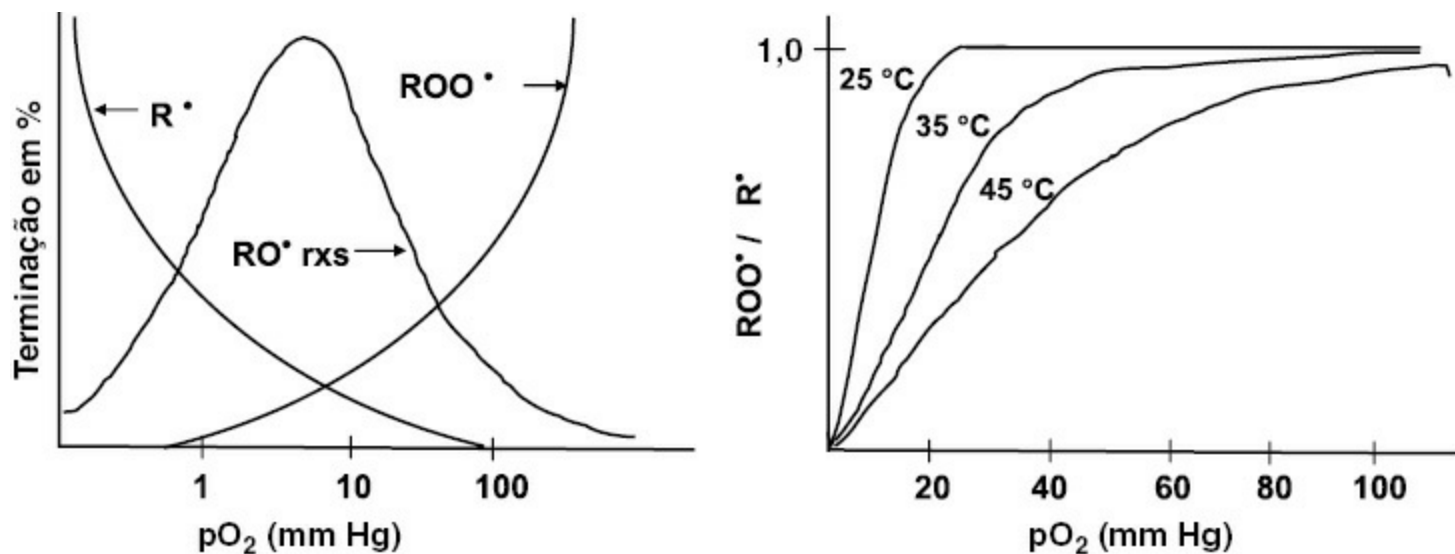 Terminação em %
R•
ROO•
RO• rxs
1 10 100
pO₂ (mm Hg)
ROO• / R•
1,0
25 °C
35 °C
45 °C
20 40 60 80 100
pO₂ (mm Hg)